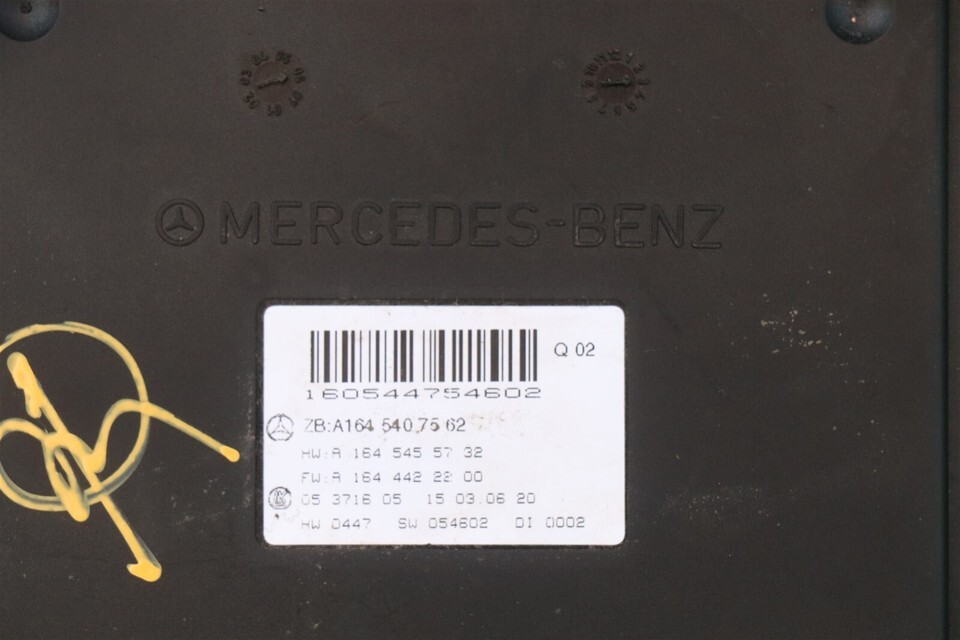 MERCEDES-BENZ
Q 02
160544754602
ZB:A164 540 75 62
HW:A 164 545 57 32
FW:A 164 442 22 00
05 3716 05 15 03.06 20
HW 0447 SW 054602 DI 0002